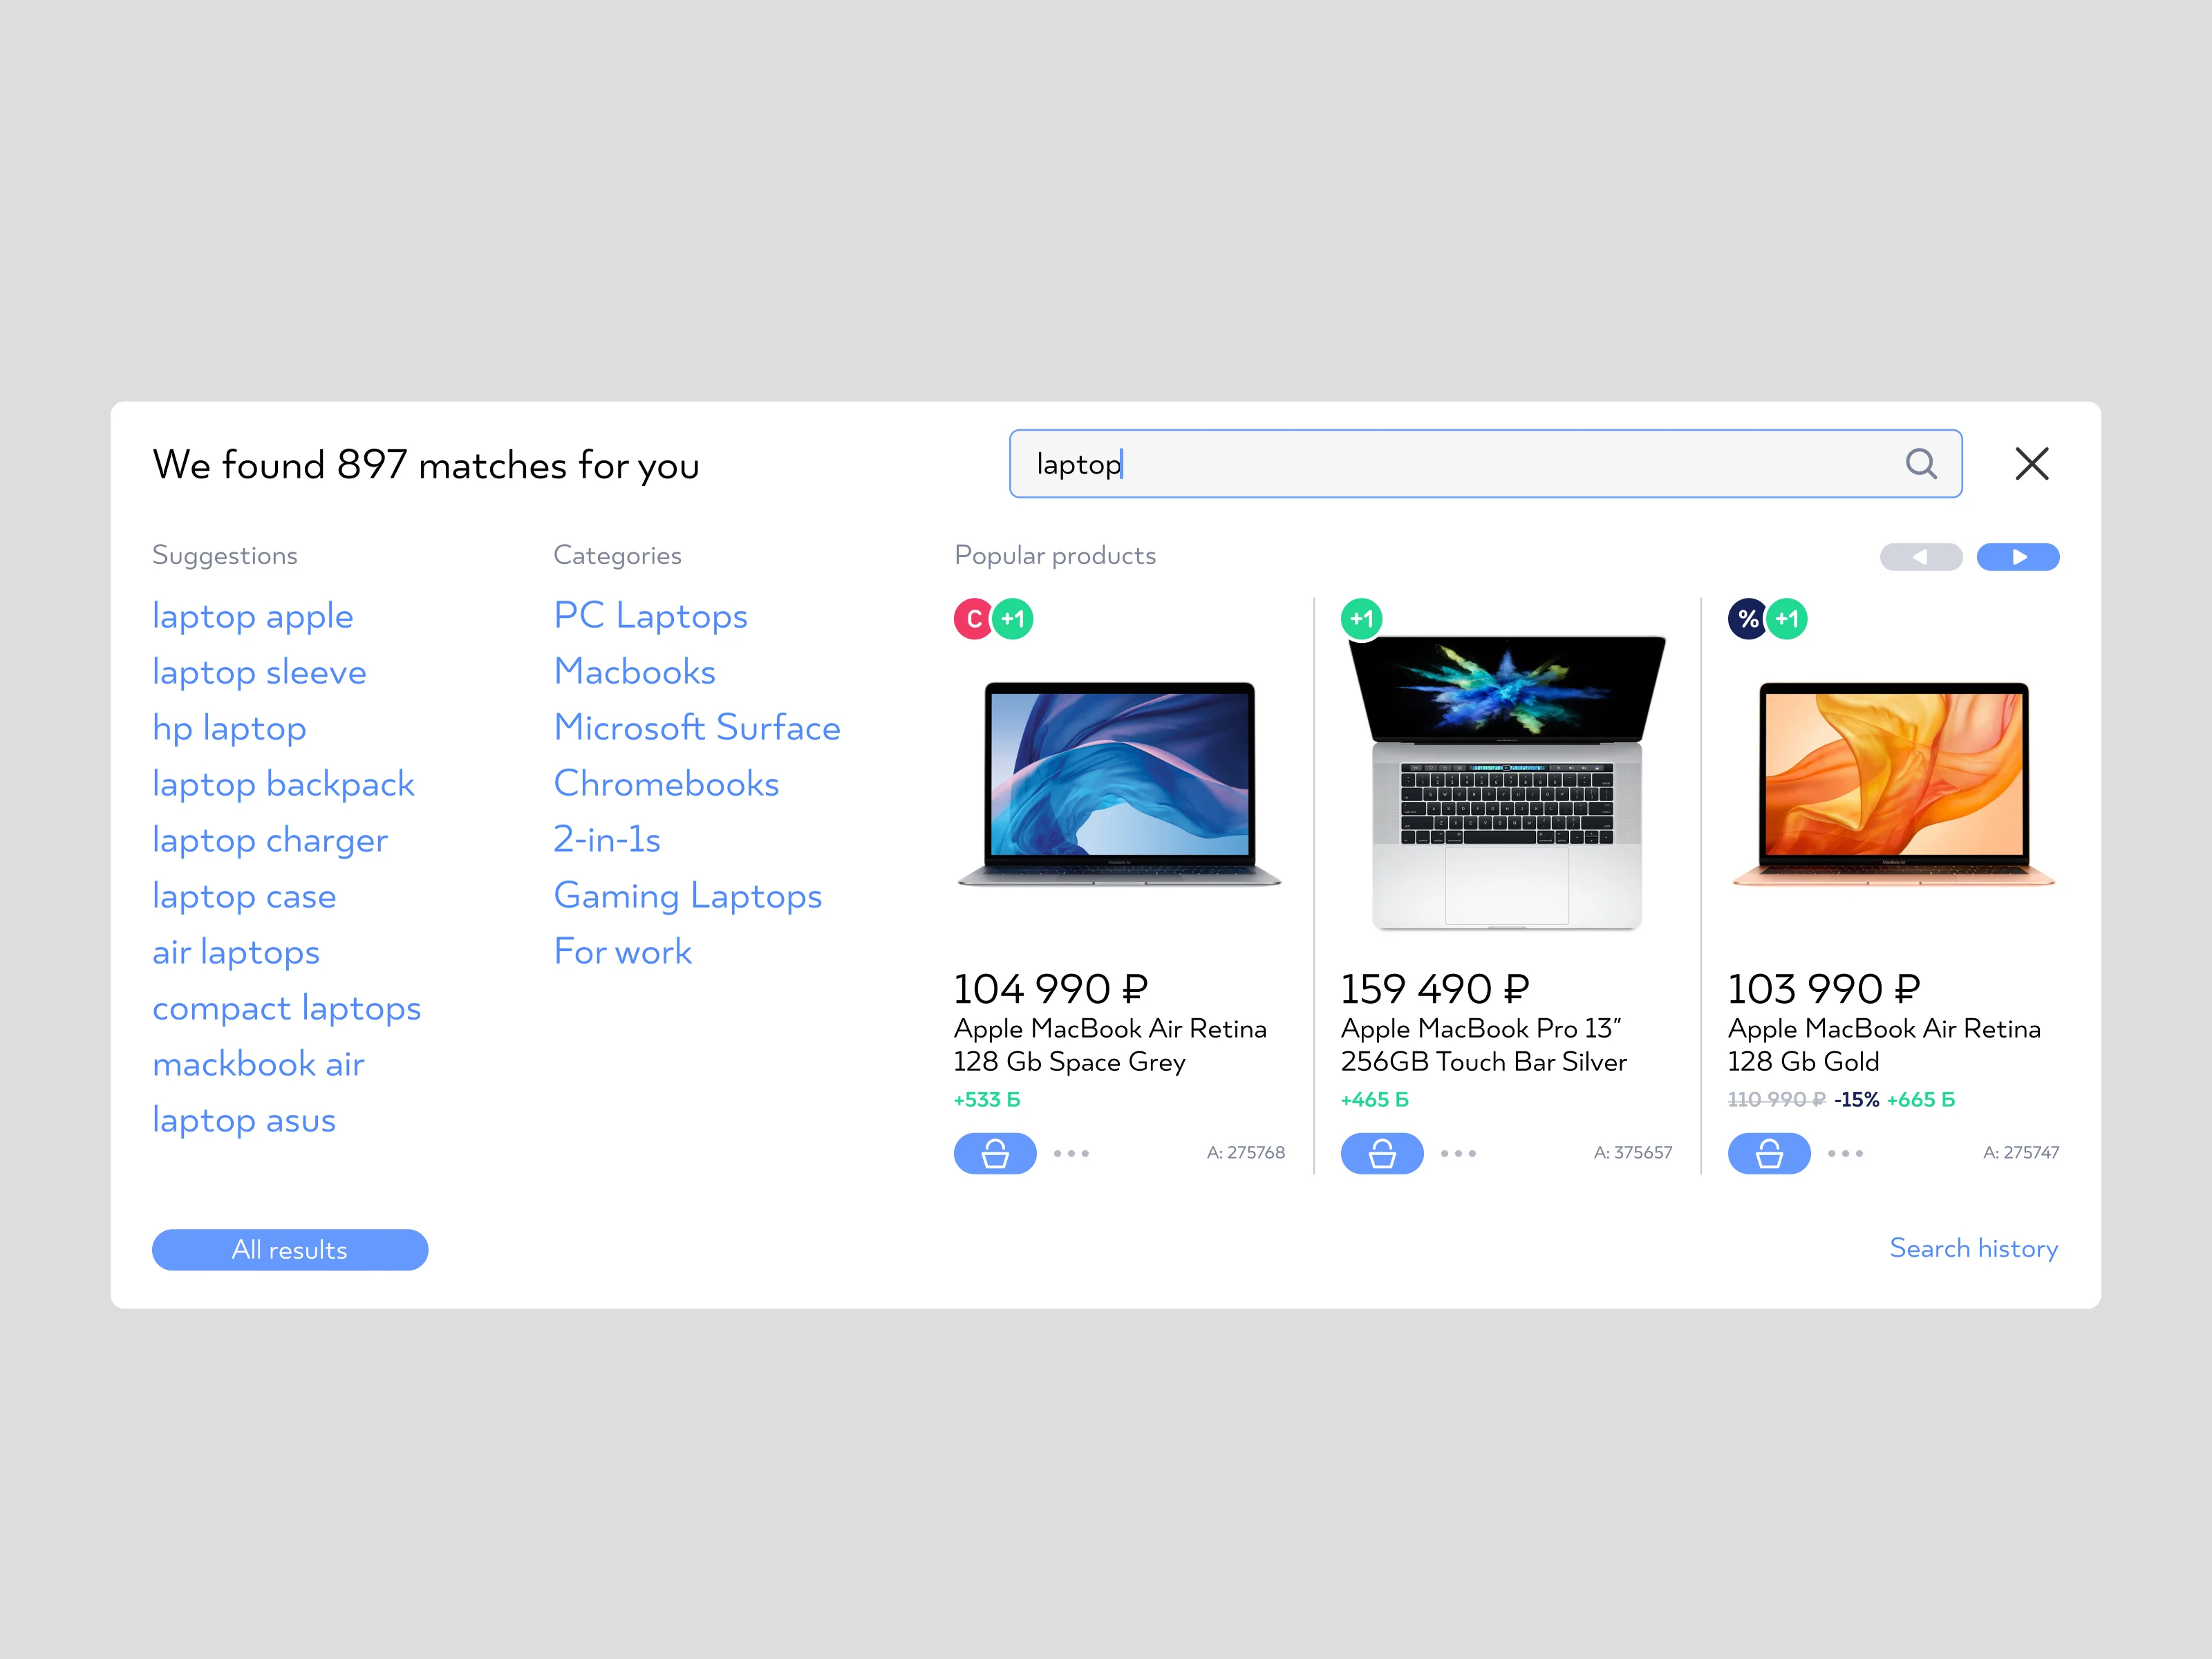 We found 897 matches for you
laptop
Suggestions
laptop apple
laptop sleeve
hp laptop
laptop backpack
laptop charger
laptop case
air laptops
compact laptops
mackbook air
laptop asus
All results
Categories
PC Laptops
Macbooks
Microsoft Surface
Chromebooks
2-in-1s
Gaming Laptops
For work
Popular products
C +1
104 990 ₽
Apple MacBook Air Retina
128 Gb Space Grey
+533 Б
A: 275768
+1
159 490 ₽
Apple MacBook Pro 13”
256GB Touch Bar Silver
+465 Б
A: 375657
% +1
103 990 ₽
Apple MacBook Air Retina
128 Gb Gold
110 990 ₽ -15% +665 Б
A: 275747
Search history